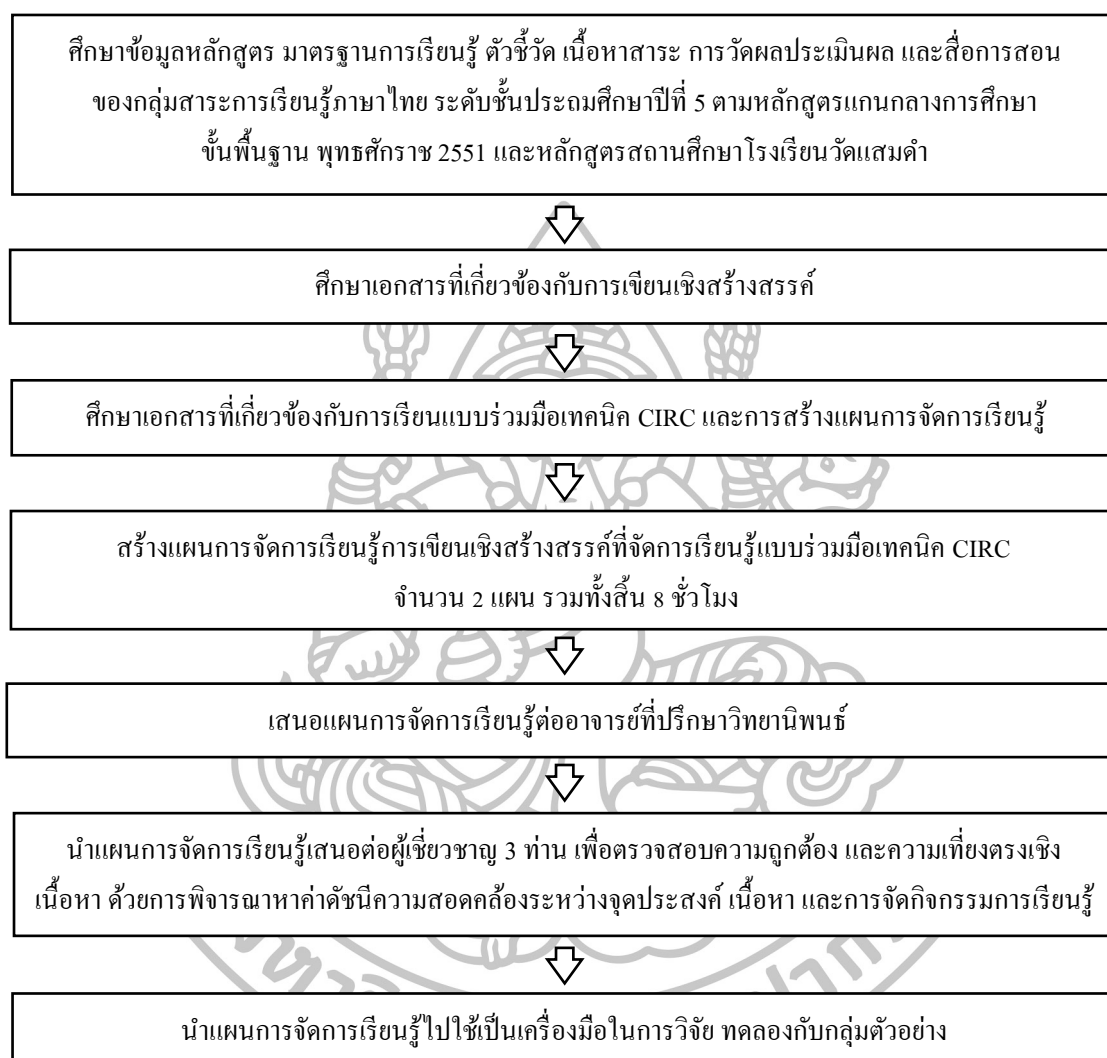 ศึกษาข้อมูลหลักสูตร มาตรฐานการเรียนรู้ ตัวชี้วัด เนื้อหาสาระ การวัดผลประเมินผล และสื่อการสอน
ของกลุ่มสาระการเรียนรู้ภาษาไทย ระดับชั้นประถมศึกษาปีที่ 5 ตามหลักสูตรแกนกลางการศึกษา
ขั้นพื้นฐาน พุทธศักราช 2551 และหลักสูตรสถานศึกษาโรงเรียนวัดแสมดำ
ศึกษาเอกสารที่เกี่ยวข้องกับการเขียนเชิงสร้างสรรค์
ศึกษาเอกสารที่เกี่ยวข้องกับการเรียนแบบร่วมมือเทคนิค CIRC และการสร้างแผนการจัดการเรียนรู้
สร้างแผนการจัดการเรียนรู้การเขียนเชิงสร้างสรรค์ที่จัดการเรียนรู้แบบร่วมมือเทคนิค CIRC
จำนวน 2 แผน รวมทั้งสิ้น 8 ชั่วโมง
เสนอแผนการจัดการเรียนรู้ต่ออาจารย์ที่ปรึกษาวิทยานิพนธ์
นำแผนการจัดการเรียนรู้เสนอต่อผู้เชี่ยวชาญ 3 ท่าน เพื่อตรวจสอบความถูกต้อง และความเที่ยงตรงเชิง
เนื้อหา ด้วยการพิจารณาหาค่าดัชนีความสอดคล้องระหว่างจุดประสงค์ เนื้อหา และการจัดกิจกรรมการเรียนรู้
นำแผนการจัดการเรียนรู้ไปใช้เป็นเครื่องมือในการวิจัย ทดลองกับกลุ่มตัวอย่าง